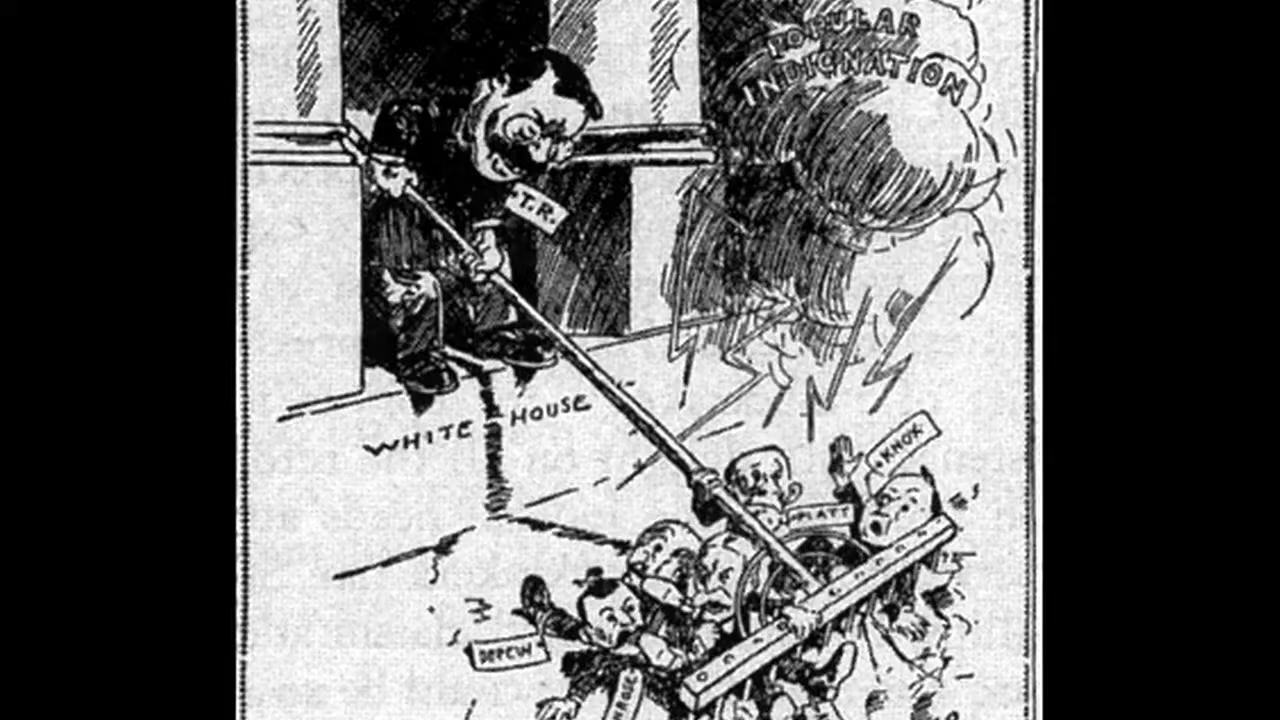 POPULAR
INDIGNATION
T.R.
WHITE HOUSE
KNOX
PLATT
DEPEW